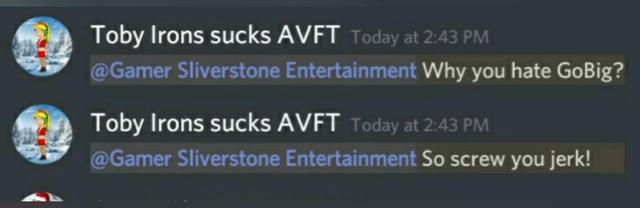 Toby Irons sucks AVFT Today at 2:43 PM
@Gamer Sliverstone Entertainment Why you hate GoBig?
Toby Irons sucks AVFT Today at 2:43 PM
@Gamer Sliverstone Entertainment So screw you jerk!